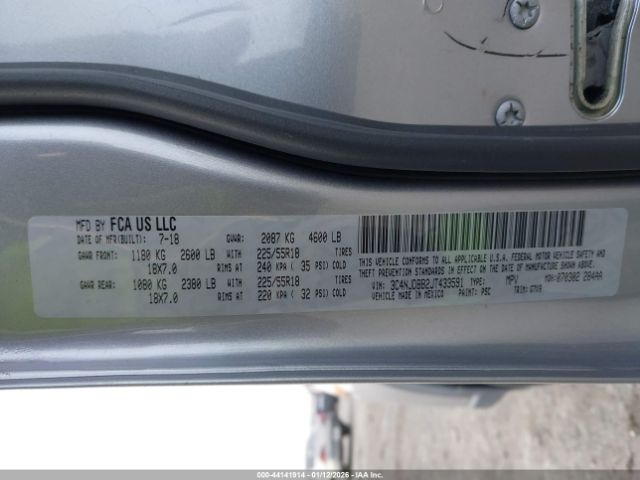 MFD BY FCA US LLC
DATE OF MFR(BUILT): 7-18 GVWR: 2087 KG 4600 LB
GAWR FRONT: 1180 KG 2600 LB WITH 225/55R18 TIRES
18X7.0 RIMS AT 240 KPA ( 35 PSI) COLD
GAWR REAR: 1080 KG 2380 LB WITH 225/55R18 TIRES
18X7.0 RIMS AT 220 KPA ( 32 PSI) COLD
THIS VEHICLE CONFORMS TO ALL APPLICABLE U.S.A. FEDERAL MOTOR VEHICLE SAFETY AND
THEFT PREVENTION STANDARDS IN EFFECT ON THE DATE OF MANUFACTURE SHOWN ABOVE.
VIN: 3C4NJDBB2JT433591 TYPE: MPV MDH: 070302 284AA
VEHICLE MADE IN MEXICO PAINT: PSC TRIM:
000-44141914 - 01/12/2026 - IAA Inc.